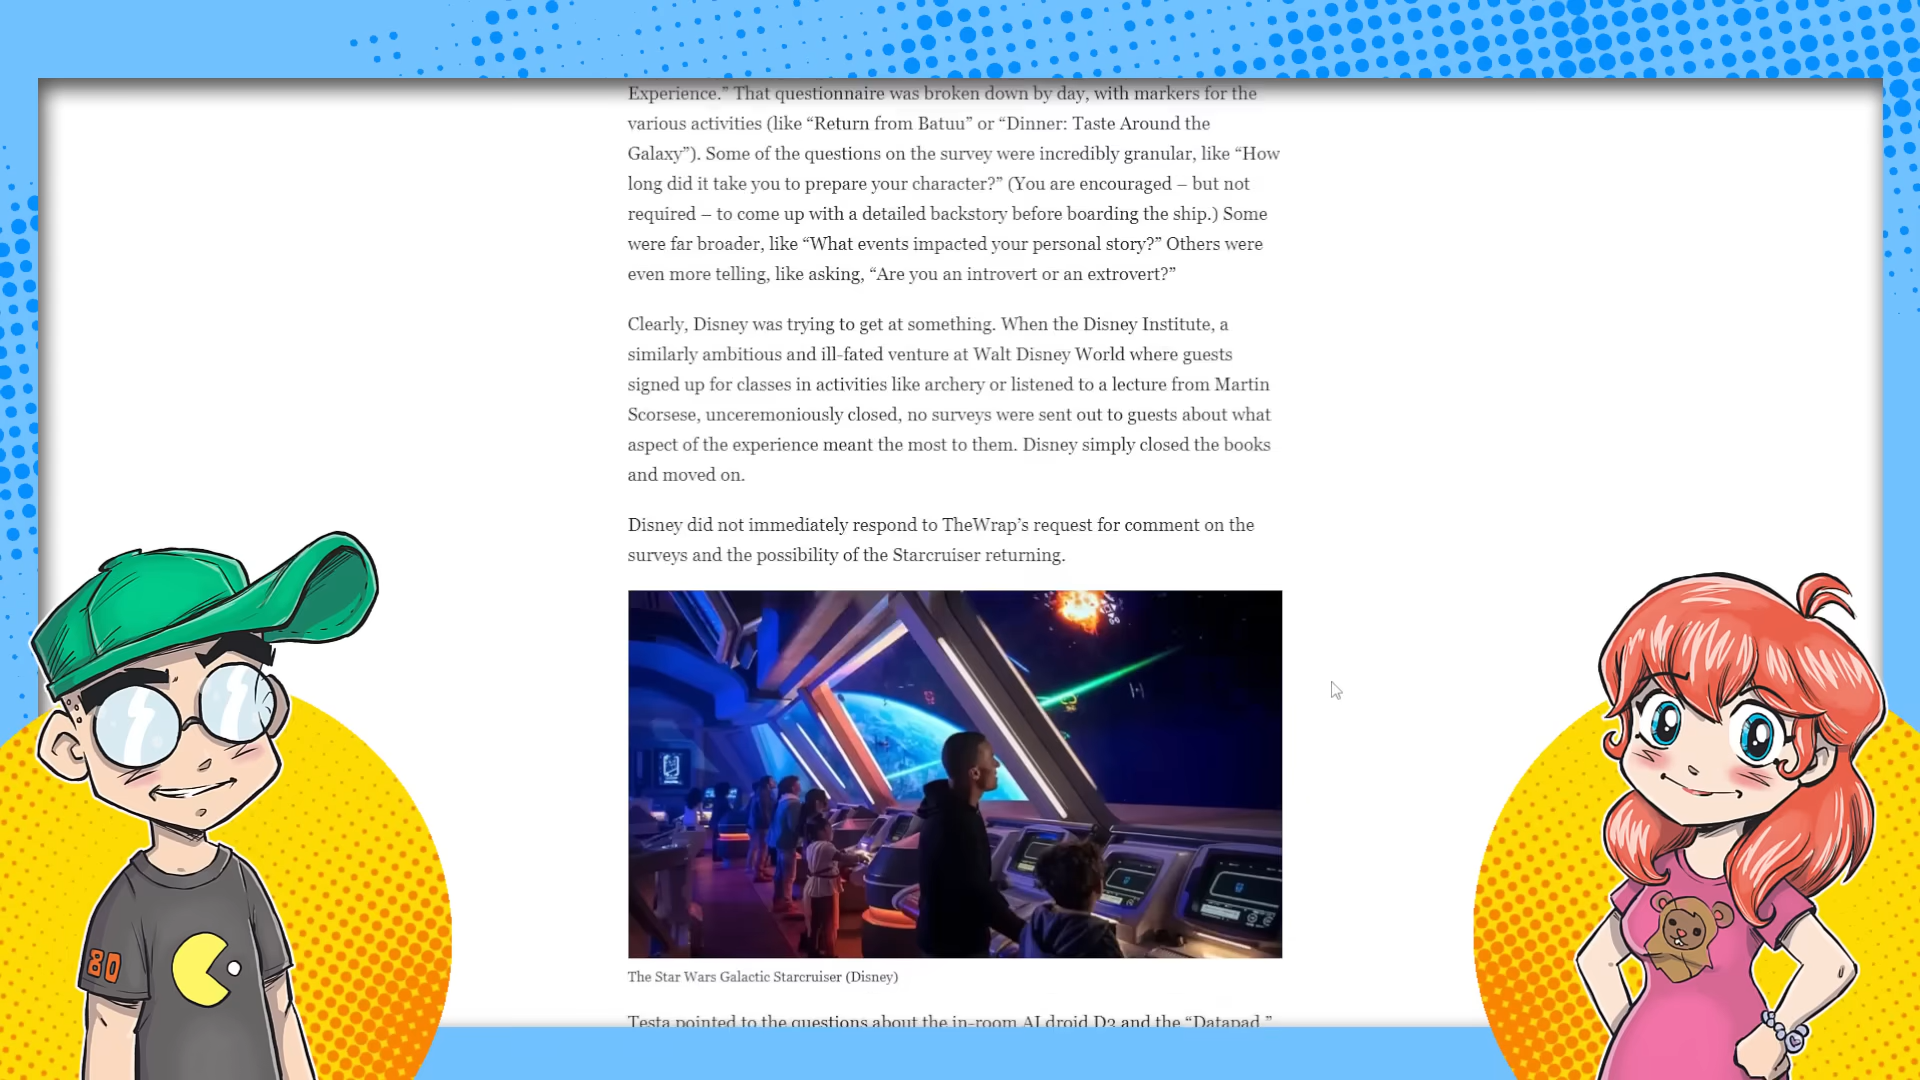 Experience.” That questionnaire was broken down by day, with markers for the
various activities (like “Return from Batuu” or “Dinner: Taste Around the
Galaxy”). Some of the questions on the survey were incredibly granular, like “How
long did it take you to prepare your character?” (You are encouraged – but not
required – to come up with a detailed backstory before boarding the ship.) Some
were far broader, like “What events impacted your personal story?” Others were
even more telling, like asking, “Are you an introvert or an extrovert?”
Clearly, Disney was trying to get at something. When the Disney Institute, a
similarly ambitious and ill-fated venture at Walt Disney World where guests
signed up for classes in activities like archery or listened to a lecture from Martin
Scorsese, unceremoniously closed, no surveys were sent out to guests about what
aspect of the experience meant the most to them. Disney simply closed the books
and moved on.
Disney did not immediately respond to TheWrap’s request for comment on the
surveys and the possibility of the Starcruiser returning.
The Star Wars Galactic Starcruiser (Disney)
Testa pointed to the questions about the in-room AI droid D3 and the “Datapad,”
80